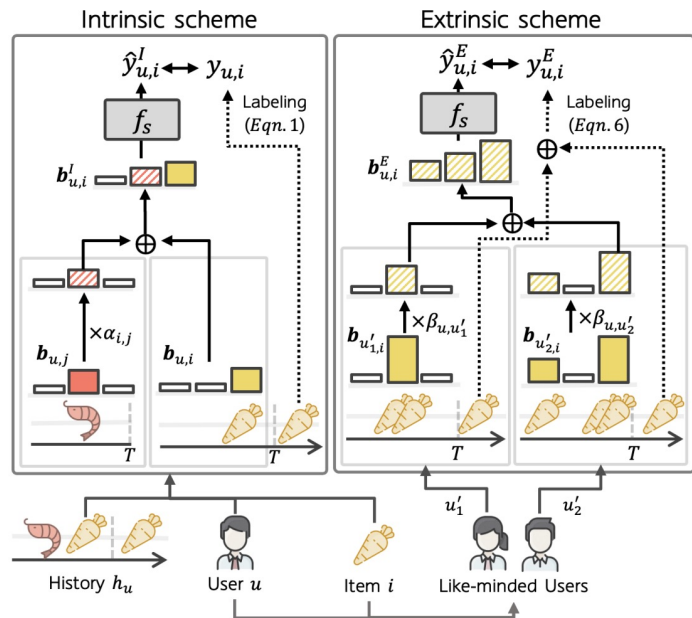 Intrinsic scheme
Extrinsic scheme
ŷ^I_{u,i} ↔ y_{u,i}
ŷ^E_{u,i} ↔ y^E_{u,i}
f_s
Labeling
(Eqn. 1)
f_s
Labeling
(Eqn. 6)
b^I_{u,i}
⊕
b^E_{u,i}
⊕
⊕
×α_{i,j}
b_{u,j}
b_{u,i}
×β_{u,u'_1}
b_{u'_1,i}
×β_{u,u'_2}
b_{u'_2,i}
T
T
T
T
u'_1
u'_2
History h_u
User u
Item i
Like-minded Users